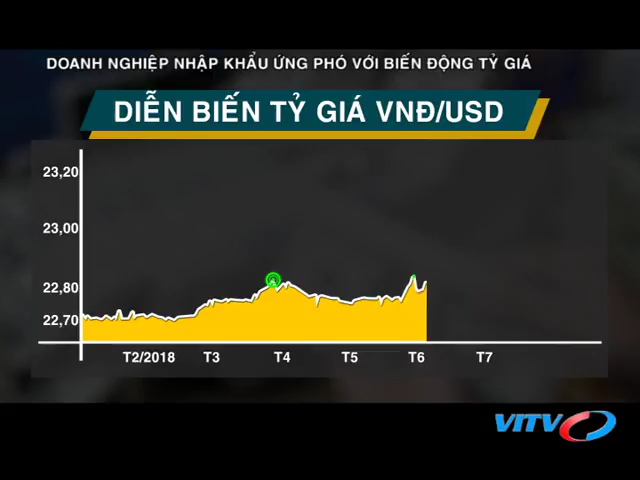 DOANH NGHIỆP NHẬP KHẨU ỨNG PHÓ VỚI BIẾN ĐỘNG TỶ GIÁ
DIỄN BIẾN TỶ GIÁ VNĐ/USD
23,20
23,00
22,80
22,70
T2/2018 T3 T4 T5 T6 T7
VITV